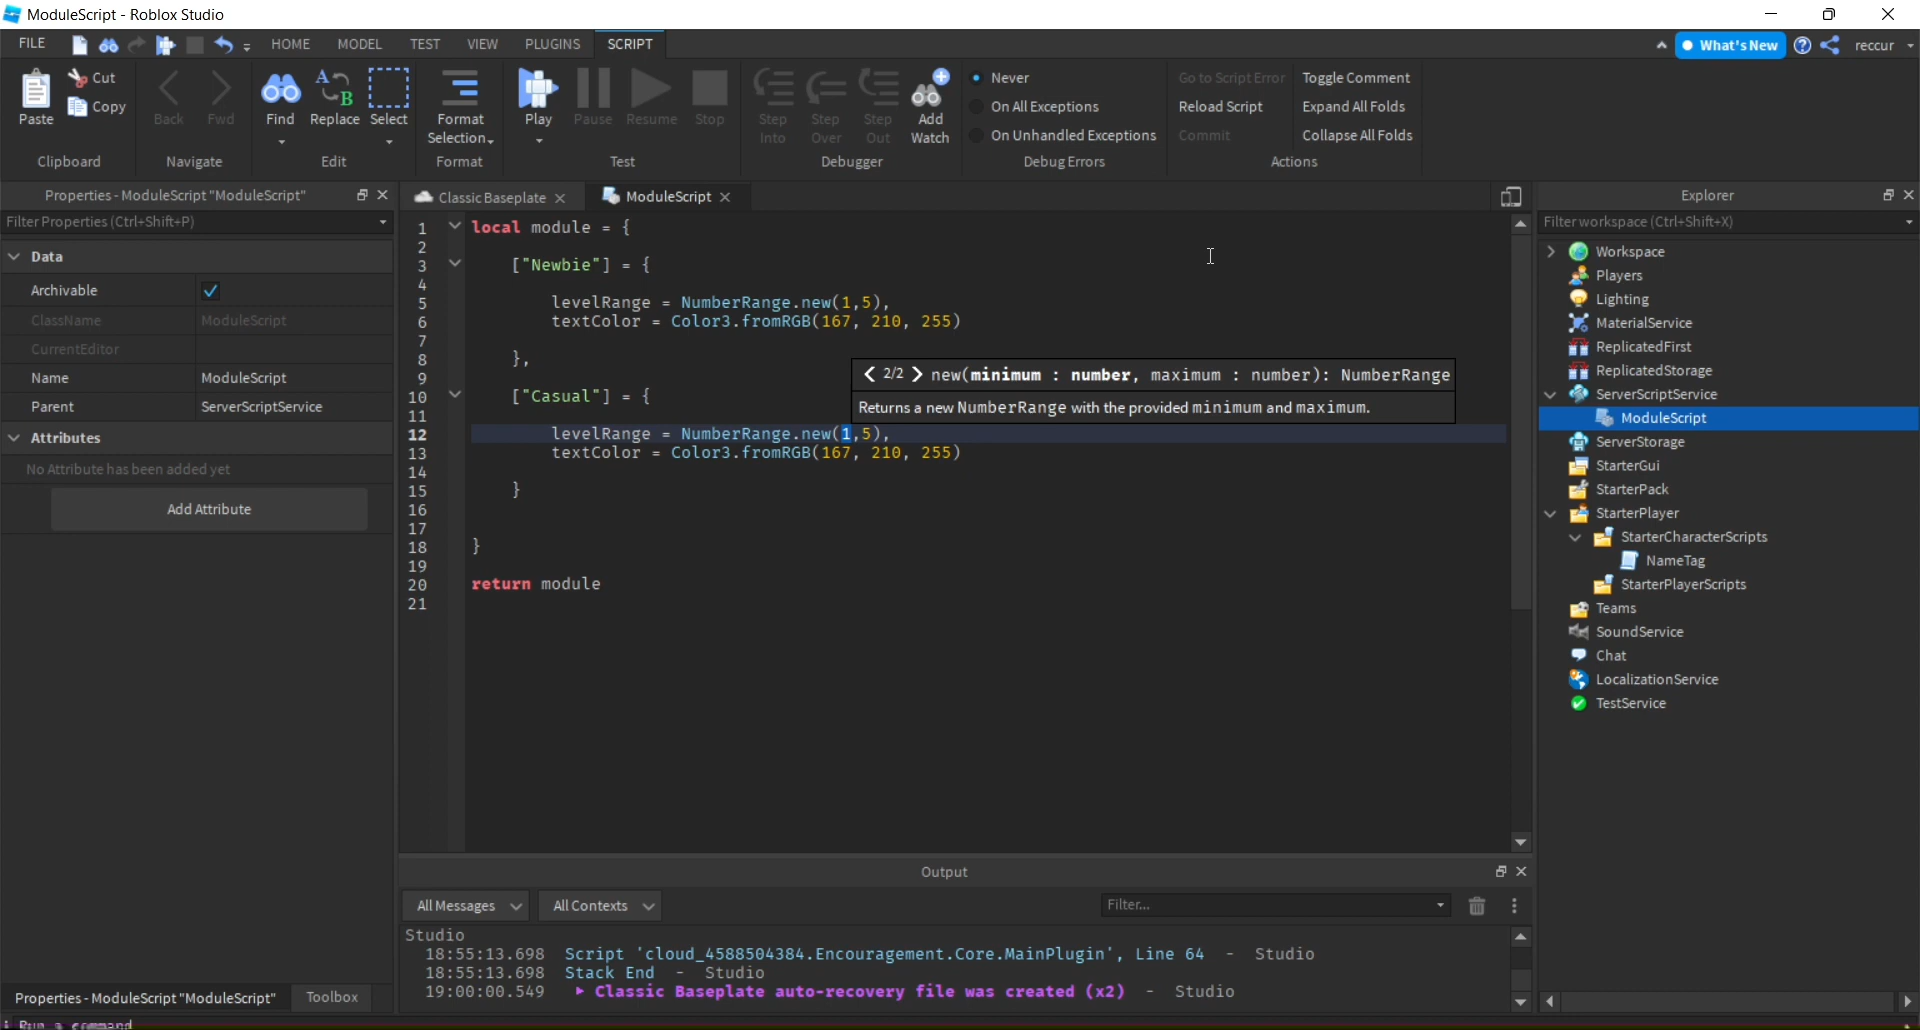 ModuleScript - Roblox Studio
FILE
HOME
MODEL
TEST
VIEW
PLUGINS
SCRIPT
What's New
reccur
Paste
Cut
Copy
Clipboard
Back
Fwd
Navigate
Find
Replace
Select
Edit
Format
Selection
Format
Play
Pause
Resume
Stop
Test
Step
Into
Step
Over
Step
Out
Add
Watch
Debugger
Never
On All Exceptions
On Unhandled Exceptions
Debug Errors
Go to Script Error
Reload Script
Commit
Toggle Comment
Expand All Folds
Collapse All Folds
Actions
Properties - ModuleScript "ModuleScript"
Filter Properties (Ctrl+Shift+P)
Data
Archivable
ClassName ModuleScript
CurrentEditor
Name ModuleScript
Parent ServerScriptService
Attributes
No Attribute has been added yet
Add Attribute
Properties - ModuleScript "ModuleScript"
Toolbox
Classic Baseplate
ModuleScript
1 local module = {
2
3 ["Newbie"] = {
4
5 levelRange = NumberRange.new(1,5),
6 textColor = Color3.fromRGB(167, 210, 255)
7
8 },
9
10 ["Casual"] = {
11
12 levelRange = NumberRange.new(1,5),
13 textColor = Color3.fromRGB(167, 210, 255)
14
15 }
16
17
18 }
19
20 return module
21
2/2 new(minimum : number, maximum : number): NumberRange
Returns a new NumberRange with the provided minimum and maximum.
Output
All Messages
All Contexts
Filter...
Studio
18:55:13.698 Script 'cloud_4588504384.Encouragement.Core.MainPlugin', Line 64 - Studio
18:55:13.698 Stack End - Studio
19:00:00.549 Classic Baseplate auto-recovery file was created (x2) - Studio
Explorer
Filter workspace (Ctrl+Shift+X)
Workspace
Players
Lighting
MaterialService
ReplicatedFirst
ReplicatedStorage
ServerScriptService
ModuleScript
ServerStorage
StarterGui
StarterPack
StarterPlayer
StarterCharacterScripts
NameTag
StarterPlayerScripts
Teams
SoundService
Chat
LocalizationService
TestService
Run a command